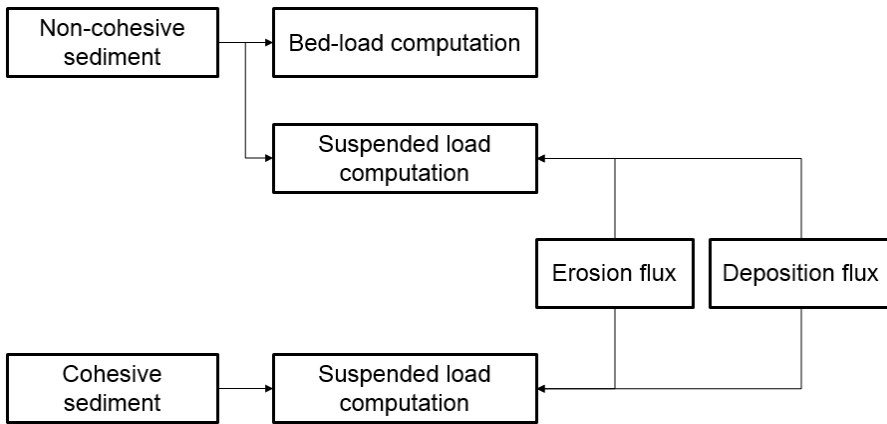 Non-cohesive
sediment
Bed-load computation
Suspended load
computation
Erosion flux
Deposition flux
Cohesive
sediment
Suspended load
computation